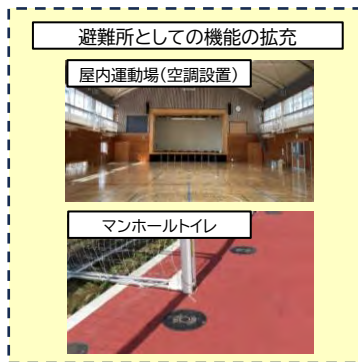 避難所としての機能の拡充
屋内運動場(空調設置)
マンホールトイレ